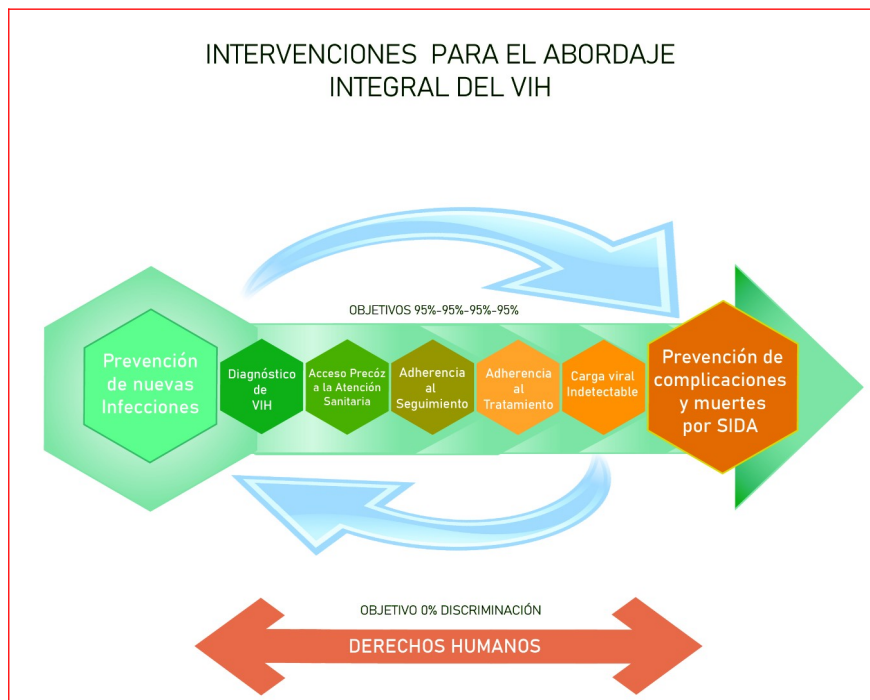 INTERVENCIONES PARA EL ABORDAJE
INTEGRAL DEL VIH
OBJETIVOS 95%-95%-95%-95%
Prevención
de nuevas
Infecciones
Diagnóstico
de
VIH
Acceso Precóz
a la Atención
Sanitaria
Adherencia
al
Seguimiento
Adherencia
al
Tratamiento
Carga viral
Indetectable
Prevención de
complicaciones
y muertes
por SIDA
OBJETIVO 0% DISCRIMINACIÓN
DERECHOS HUMANOS